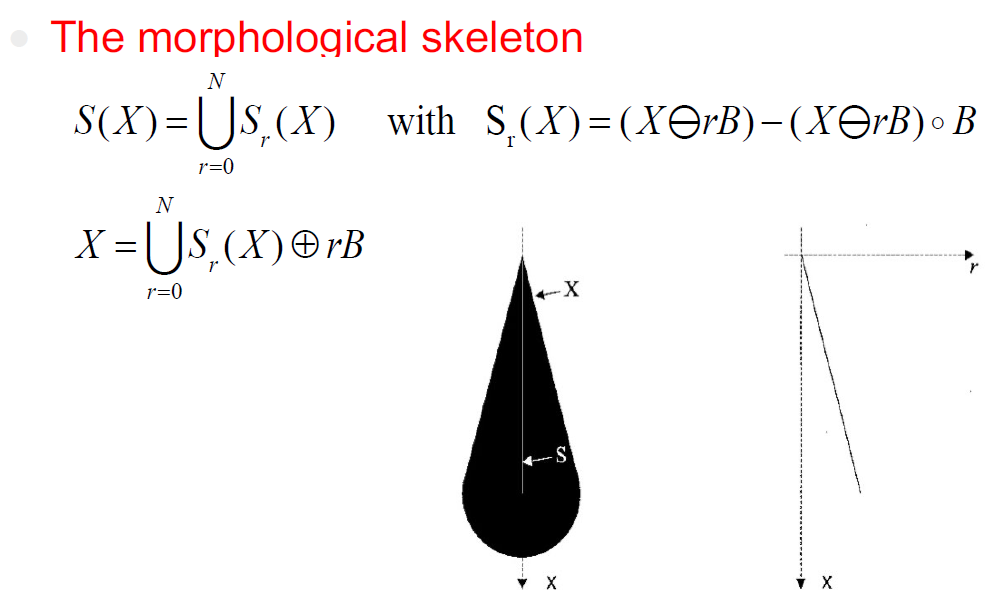 The morphological skeleton
S(X) = ⋃_{r=0}^{N} S_r(X) with S_r(X) = (X⊖rB) − (X⊖rB) ∘ B
X = ⋃_{r=0}^{N} S_r(X) ⊕ rB
X
r
S
X
X